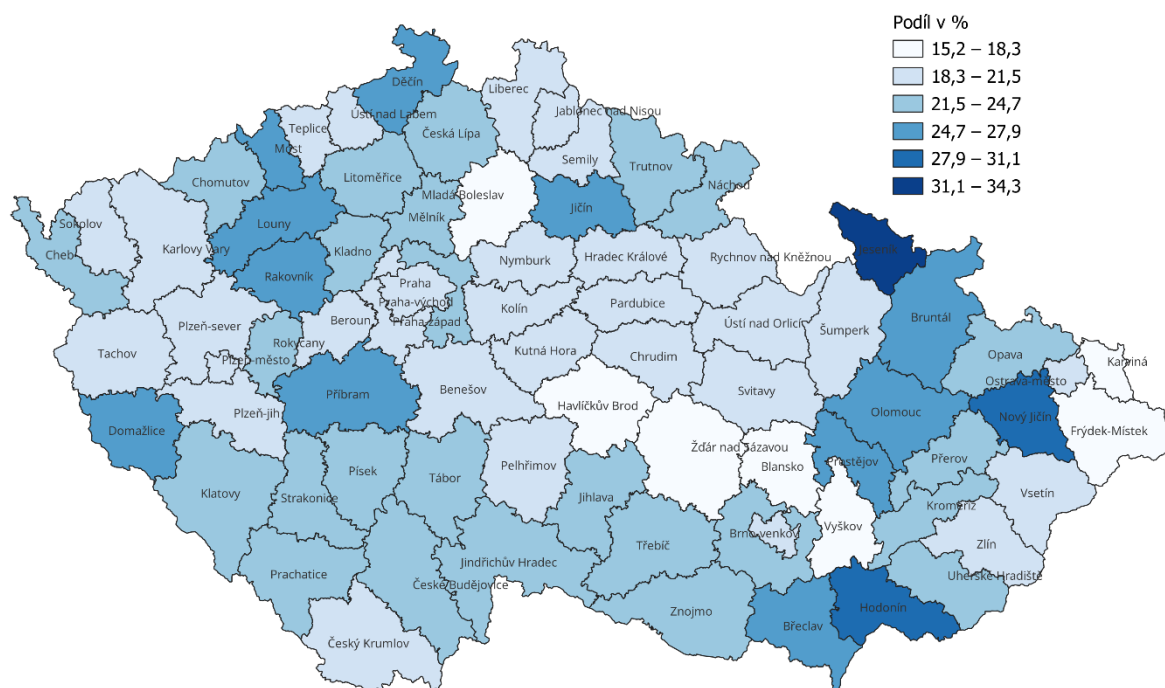 Podíl v %
15,2 – 18,3
18,3 – 21,5
21,5 – 24,7
24,7 – 27,9
27,9 – 31,1
31,1 – 34,3
Děčín
Liberec
Jablonec nad Nisou
Ústí nad Labem
Teplice
Česká Lípa
Most
Semily
Trutnov
Chomutov
Litoměřice
Náchod
Mladá Boleslav
Jičín
Mělník
Sokolov
Louny
Karlovy Vary
Cheb
Kladno
Nymburk
Hradec Králové
Rychnov nad Kněžnou
Jeseník
Rakovník
Praha
Praha-východ
Kolín
Pardubice
Bruntál
Beroun
Praha-západ
Ústí nad Orlicí
Šumperk
Plzeň-sever
Rokycany
Tachov
Plzeň-město
Kutná Hora
Chrudim
Opava
Karviná
Ostrava-město
Příbram
Benešov
Svitavy
Havlíčkův Brod
Olomouc
Nový Jičín
Plzeň-jih
Domažlice
Frýdek-Místek
Žďár nad Sázavou
Prostějov
Přerov
Blansko
Pelhřimov
Klatovy
Strakonice
Písek
Tábor
Jihlava
Vsetín
Kroměříž
Vyškov
Brno-venkov
Třebíč
Zlín
Jindřichův Hradec
Prachatice
České Budějovice
Uherské Hradiště
Hodonín
Znojmo
Břeclav
Český Krumlov